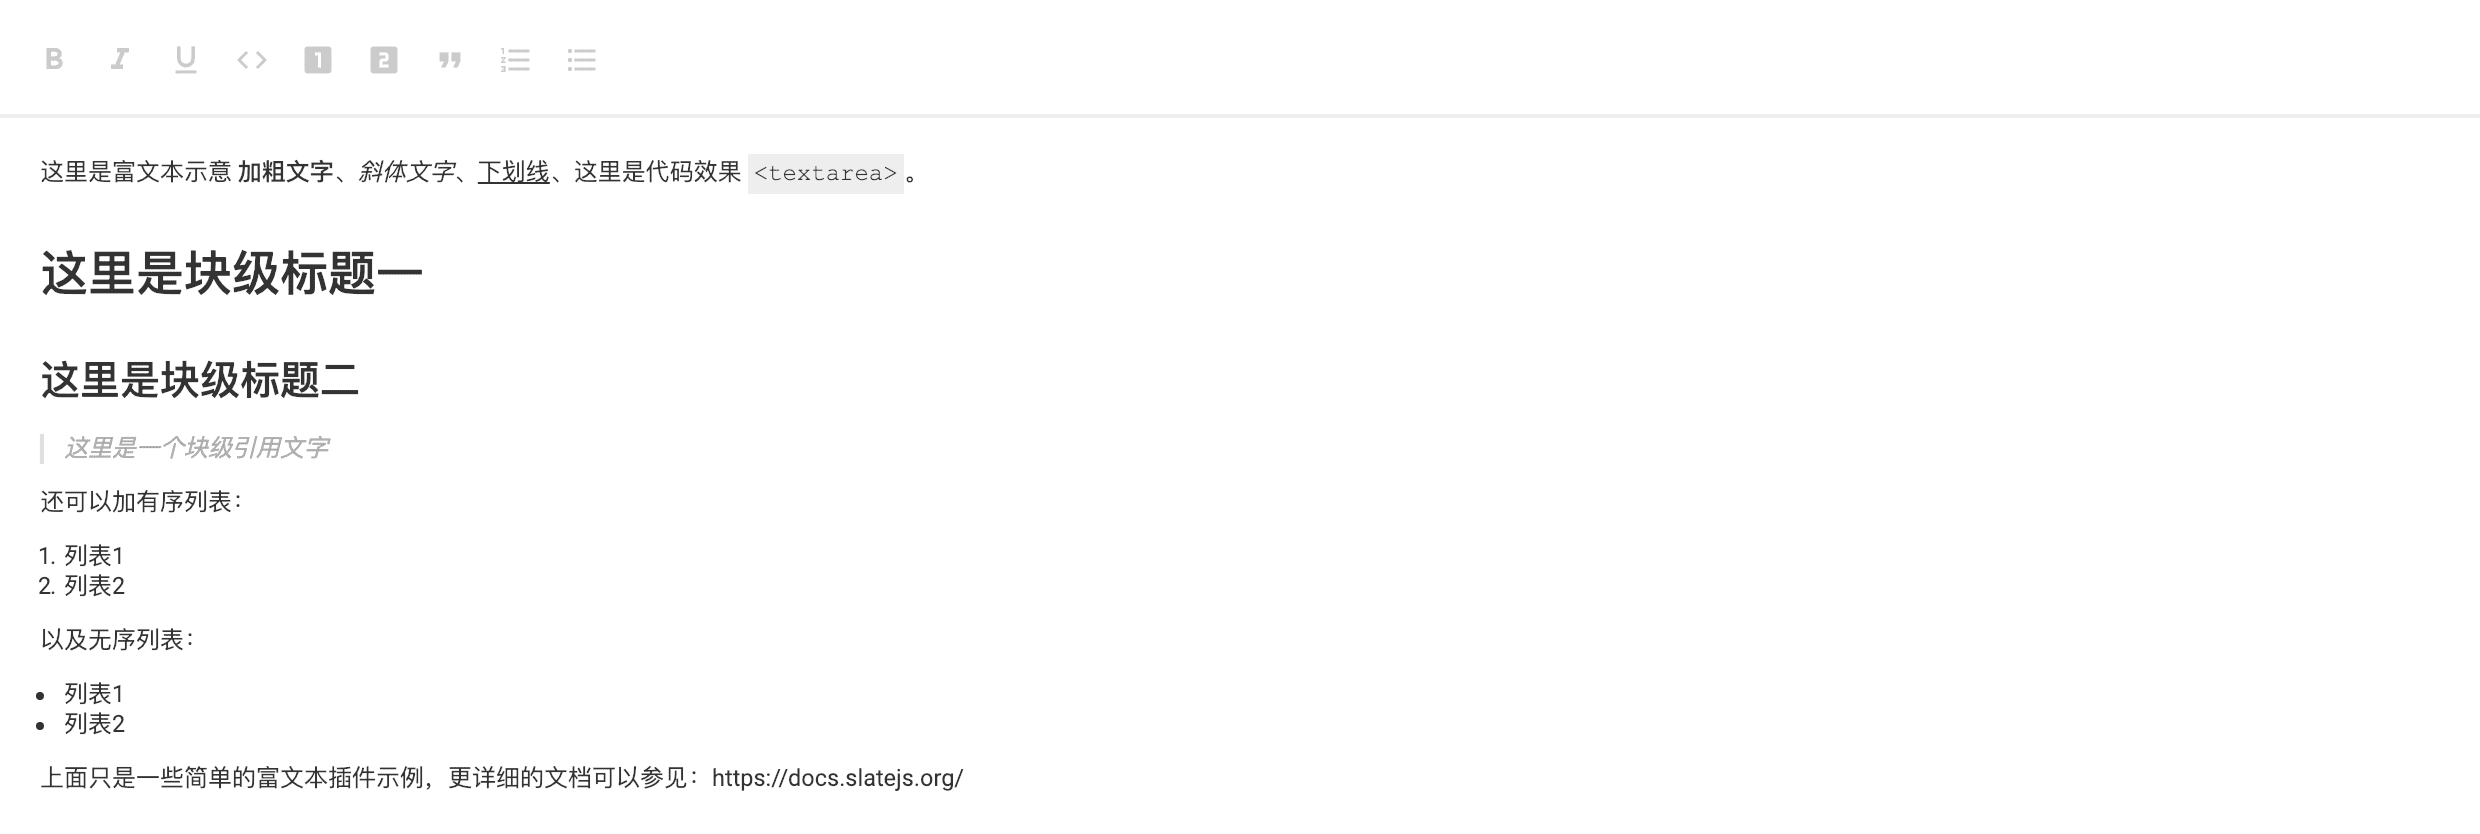 这里是富文本示意 加粗文字、斜体文字、下划线、这里是代码效果 <textarea>。
这里是块级标题一
这里是块级标题二
这里是一个块级引用文字
还可以加有序列表：
1. 列表1
2. 列表2
以及无序列表：
• 列表1
• 列表2
上面只是一些简单的富文本插件示例，更详细的文档可以参见：https://docs.slatejs.org/